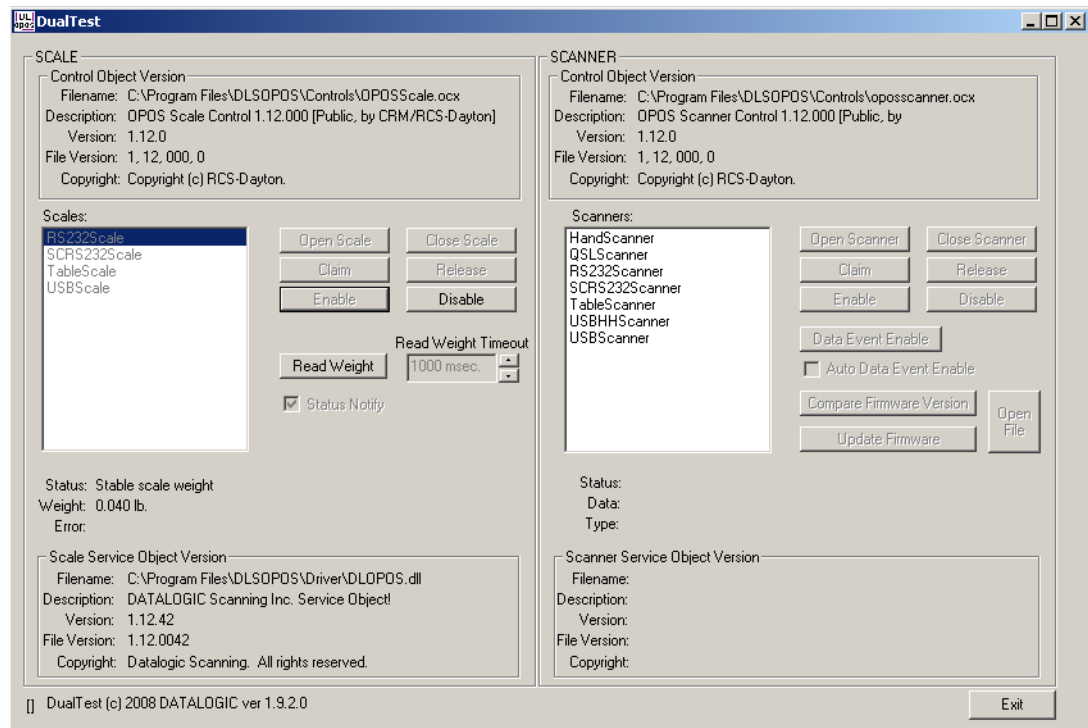 UL
opos
DualTest
SCALE
Control Object Version
Filename: C:\Program Files\DLSOPOS\Controls\OPOSScale.ocx
Description: OPOS Scale Control 1.12.000 [Public, by CRM/RCS-Dayton]
Version: 1.12.0
File Version: 1, 12, 000, 0
Copyright: Copyright (c) RCS-Dayton.
Scales:
RS232Scale
SCRS232Scale
TableScale
USBScale
Open Scale Close Scale
Claim Release
Enable Disable
Read Weight Timeout
Read Weight 1000 msec.
Status Notify
Status: Stable scale weight
Weight: 0.040 lb.
Error:
Scale Service Object Version
Filename: C:\Program Files\DLSOPOS\Driver\DLOPOS.dll
Description: DATALOGIC Scanning Inc. Service Object!
Version: 1.12.42
File Version: 1.12.0042
Copyright: Datalogic Scanning. All rights reserved.
SCANNER
Control Object Version
Filename: C:\Program Files\DLSOPOS\Controls\oposscanner.ocx
Description: OPOS Scanner Control 1.12.000 [Public, by
Version: 1.12.0
File Version: 1, 12, 000, 0
Copyright: Copyright (c) RCS-Dayton.
Scanners:
HandScanner
QSLScanner
RS232Scanner
SCRS232Scanner
TableScanner
USBHHScanner
USBScanner
Open Scanner Close Scanner
Claim Release
Enable Disable
Data Event Enable
Auto Data Event Enable
Compare Firmware Version
Update Firmware
Open
File
Status:
Data:
Type:
Scanner Service Object Version
Filename:
Description:
Version:
File Version:
Copyright:
[] DualTest (c) 2008 DATALOGIC ver 1.9.2.0
Exit